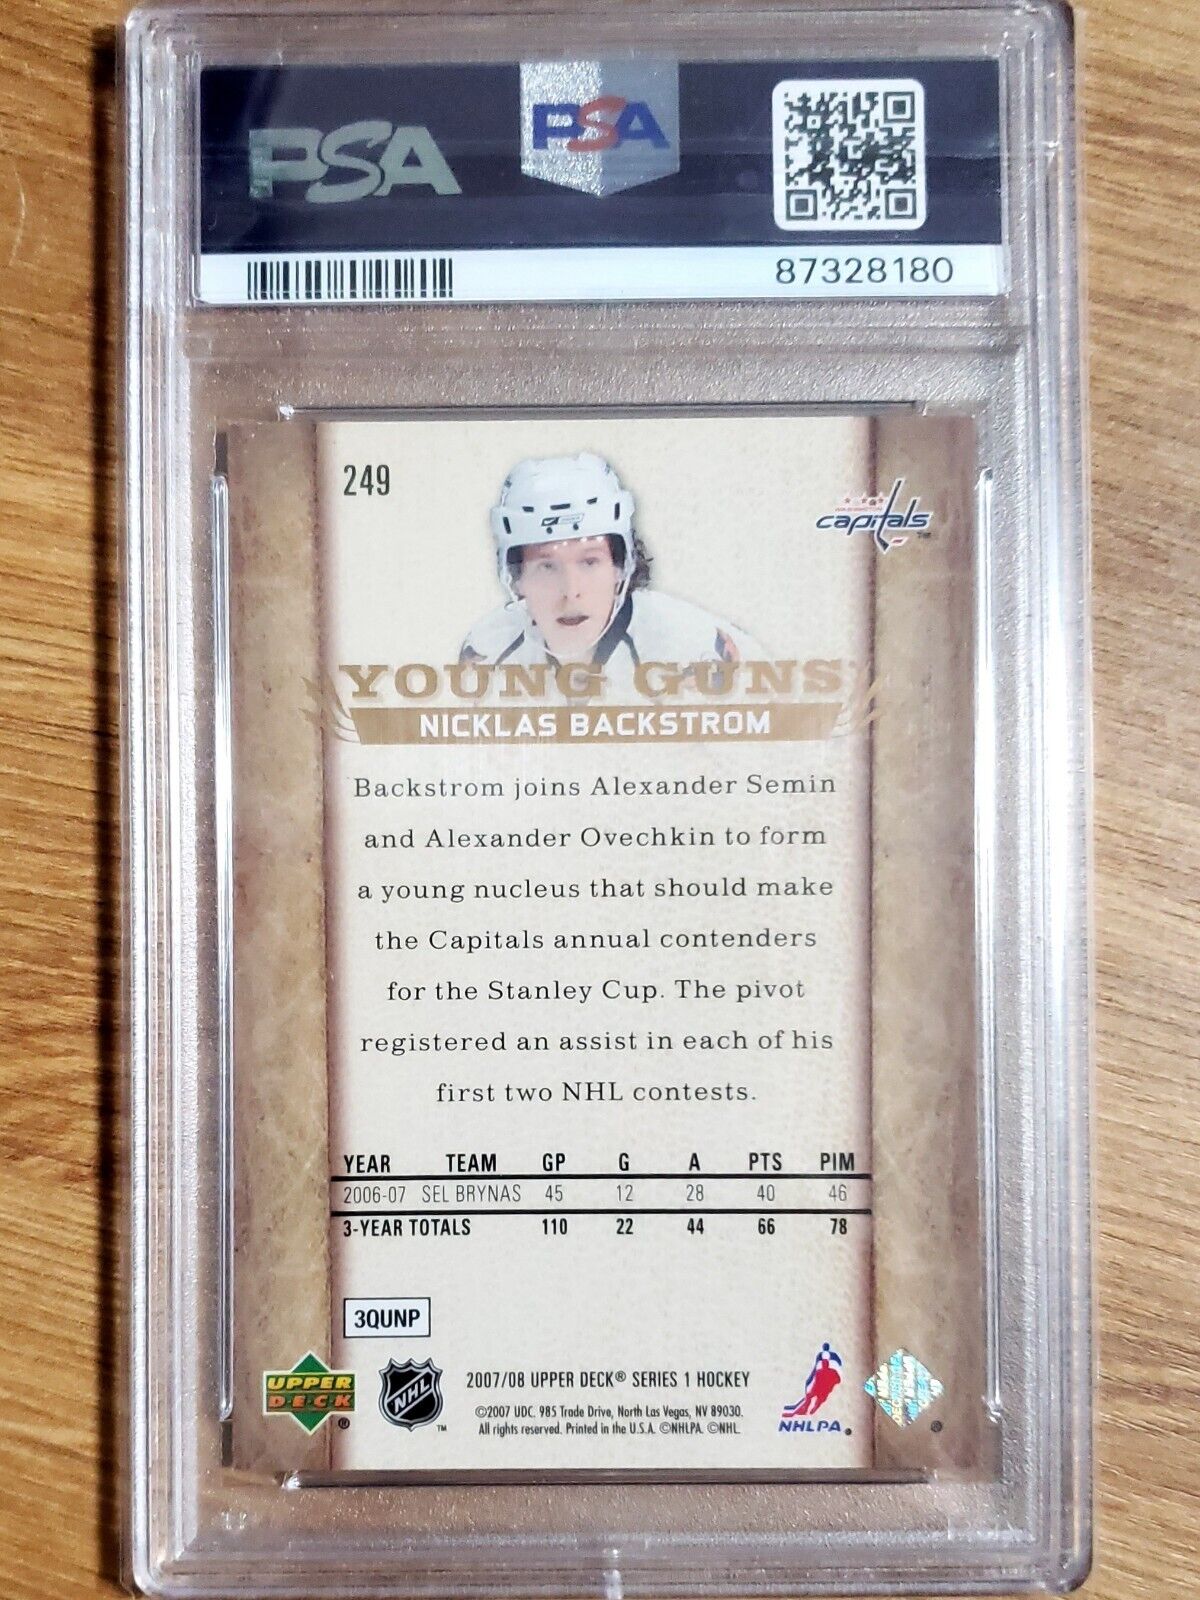 PSA
PSA
87328180
249
WASHINGTON
capitals™
YOUNG GUNS
NICKLAS BACKSTROM
Backstrom joins Alexander Semin
and Alexander Ovechkin to form
a young nucleus that should make
the Capitals annual contenders
for the Stanley Cup. The pivot
registered an assist in each of his
first two NHL contests.
YEAR TEAM GP G A PTS PIM
2006-07 SEL BRYNAS 45 12 28 40 46
3-YEAR TOTALS 110 22 44 66 78
3QUNP
UPPER
DECK®
NHL™
2007/08 UPPER DECK® SERIES 1 HOCKEY
©2007 UDC. 985 Trade Drive, North Las Vegas, NV 89030.
All rights reserved. Printed in the U.S.A. ©NHLPA. ©NHL.
NHLPA®
®